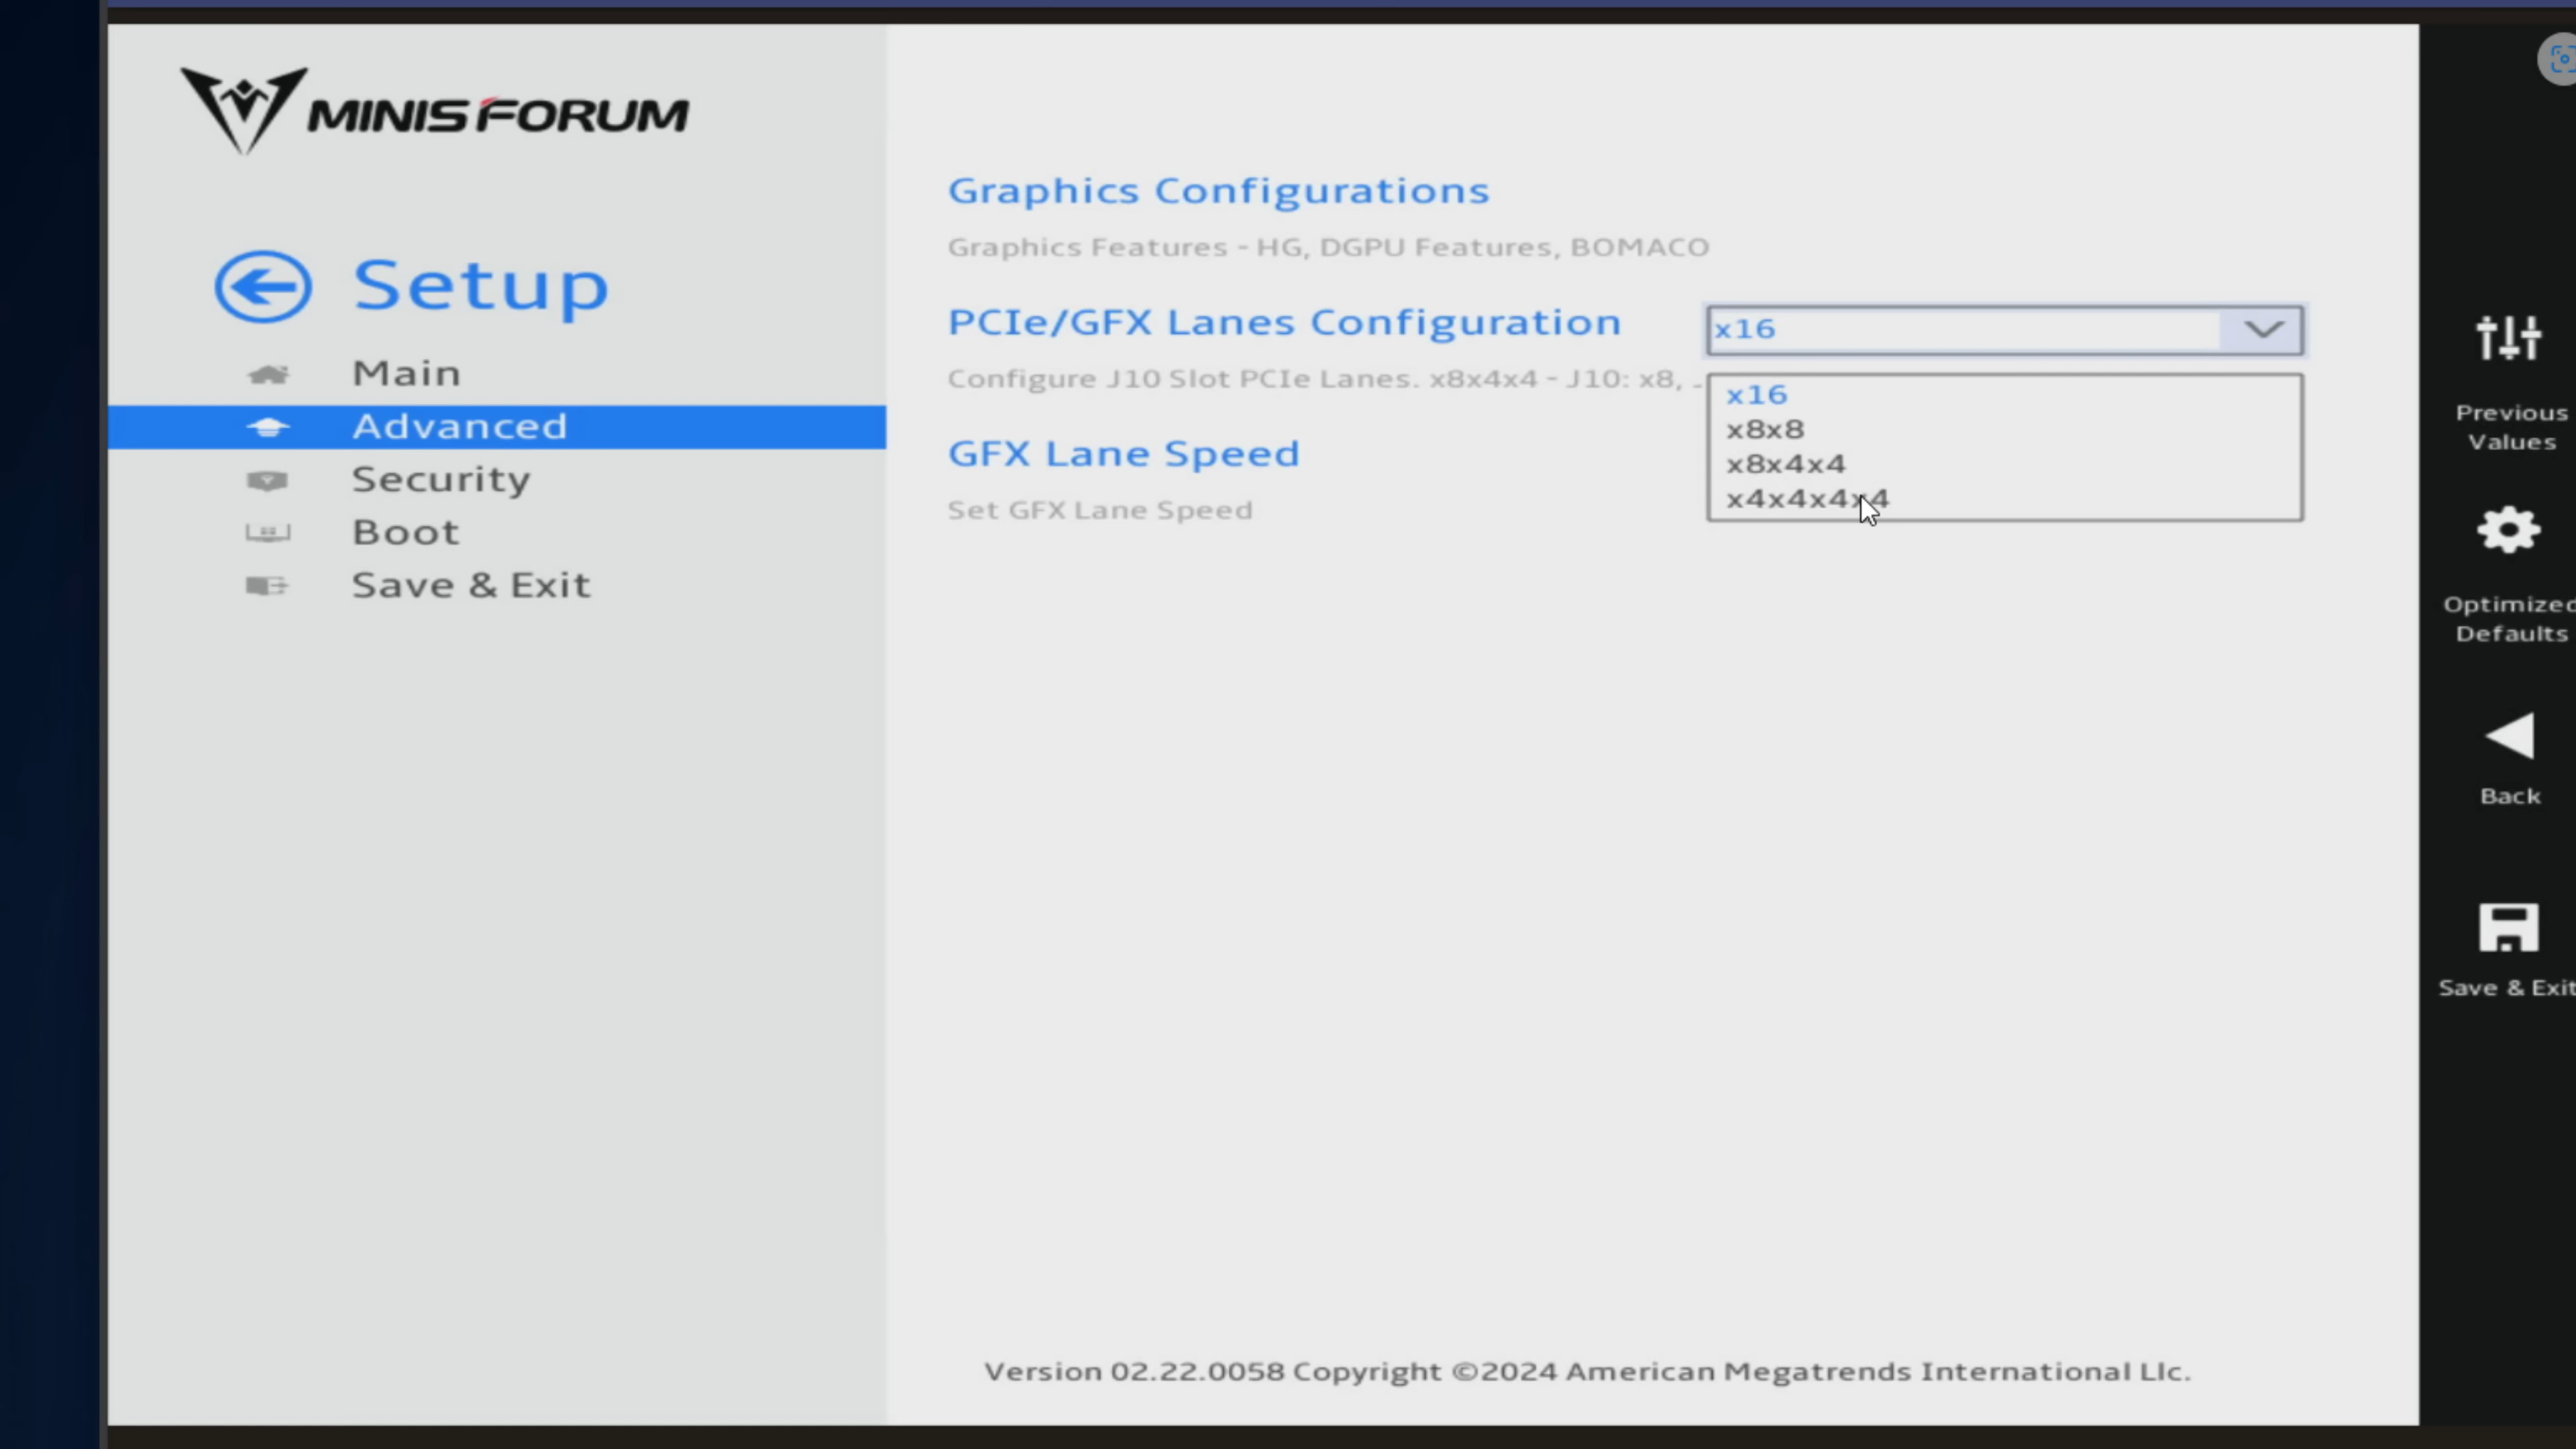 MINISFORUM
Setup
Main
Advanced
Security
Boot
Save & Exit
Graphics Configurations
Graphics Features - HG, DGPU Features, BOMACO
PCIe/GFX Lanes Configuration
x16
Configure J10 Slot PCIe Lanes. x8x4x4 - J10: x8, ..
x16
x8x8
x8x4x4
x4x4x4x4
GFX Lane Speed
Set GFX Lane Speed
Version 02.22.0058 Copyright ©2024 American Megatrends International Llc.
Previous
Values
Optimized
Defaults
Back
Save & Exit